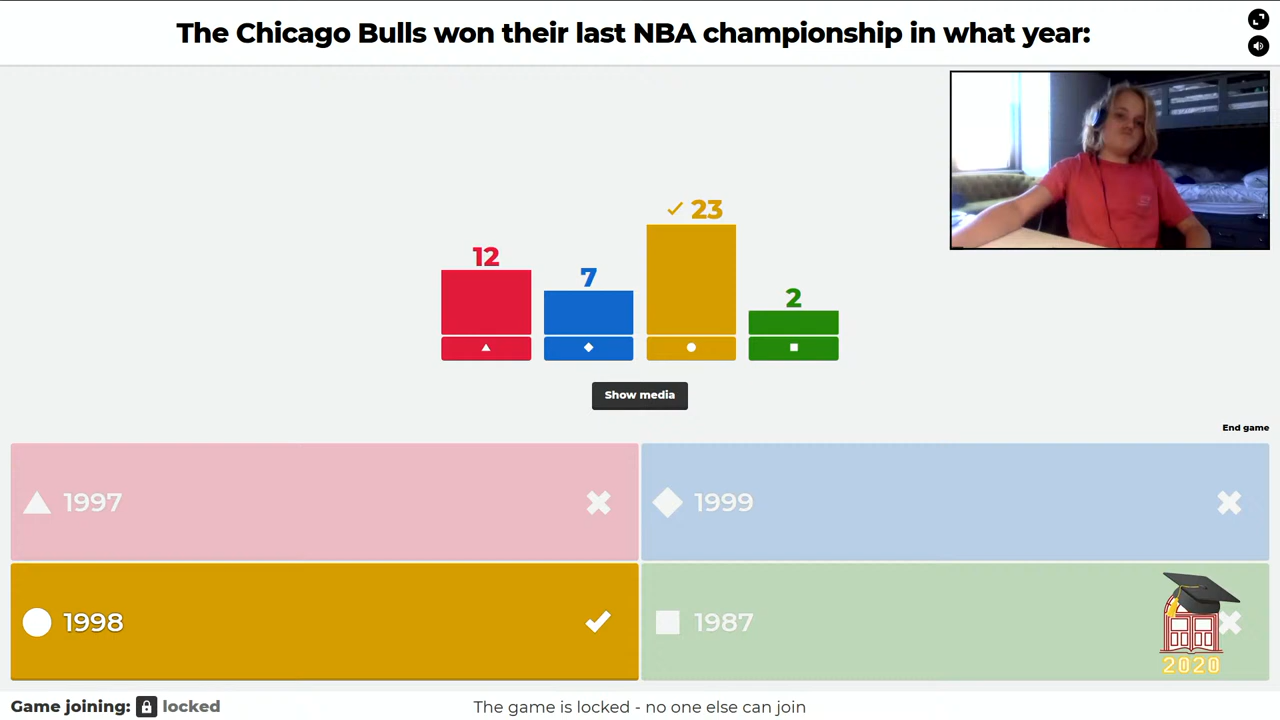 The Chicago Bulls won their last NBA championship in what year:
12
7
23
2
Show media
End game
1997
1999
1998
1987
2020
Game joining: locked
The game is locked - no one else can join